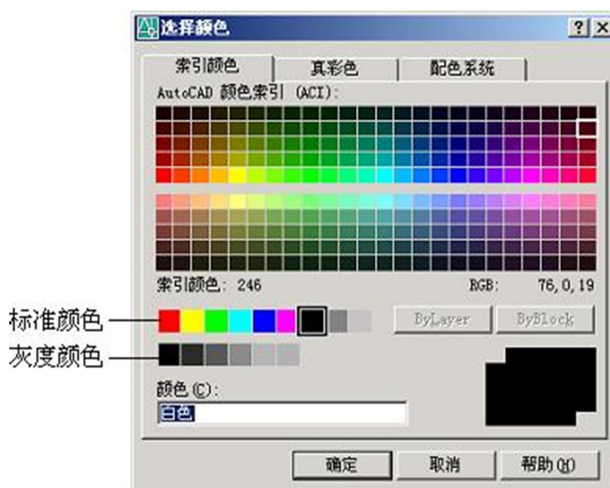 选择颜色
索引颜色 真彩色 配色系统
AutoCAD 颜色索引 (ACI):
索引颜色: 246 RGB: 76,0,19
标准颜色
ByLayer ByBlock
灰度颜色
颜色(C):
白色
确定 取消 帮助(H)